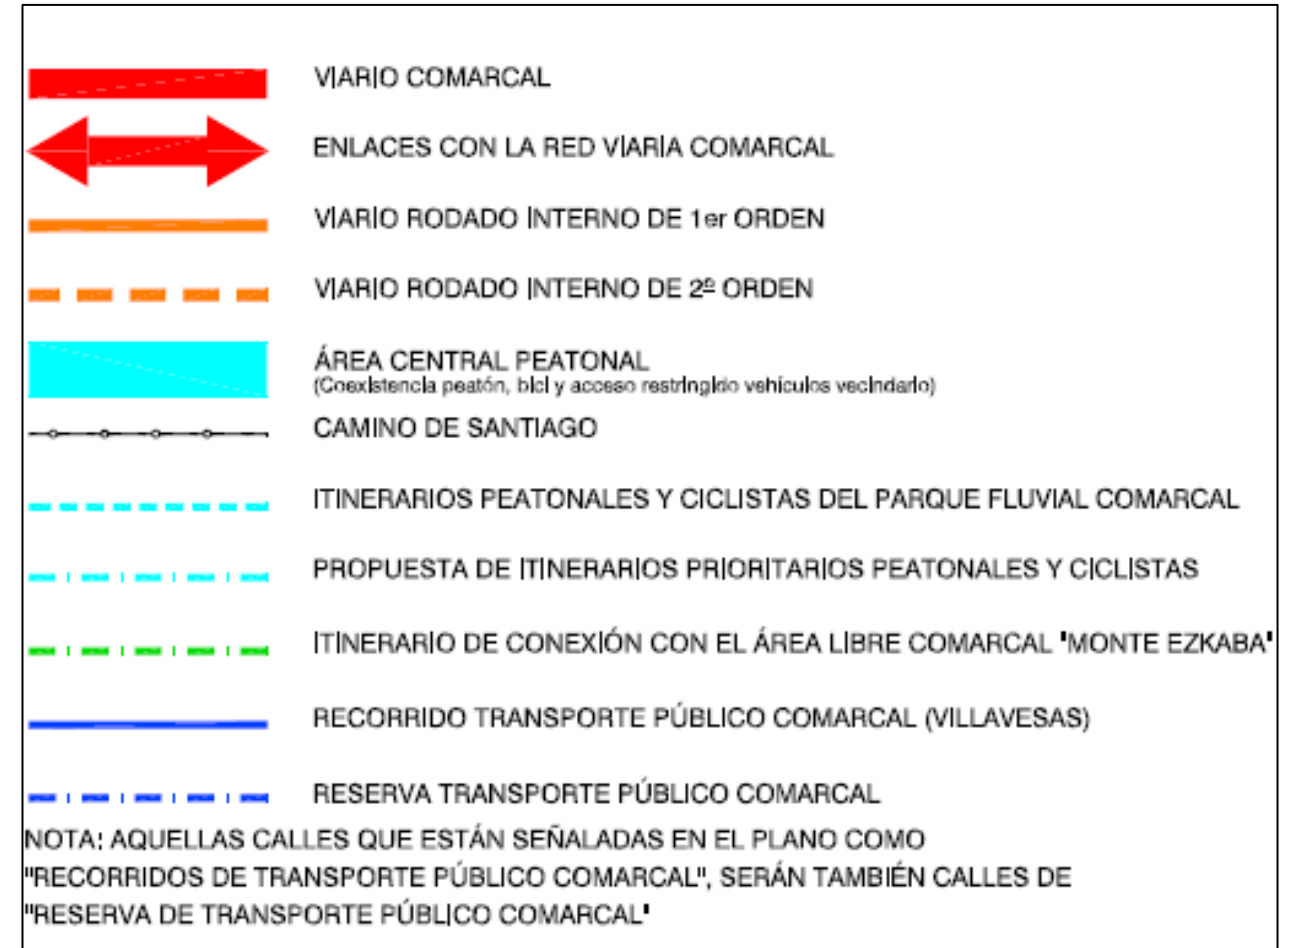 VIARIO COMARCAL
ENLACES CON LA RED VIARIA COMARCAL
VIARIO RODADO INTERNO DE 1er ORDEN
VIARIO RODADO INTERNO DE 2º ORDEN
ÁREA CENTRAL PEATONAL
(Coexistencia peatón, bici y acceso restringido vehículos vecindario)
CAMINO DE SANTIAGO
ITINERARIOS PEATONALES Y CICLISTAS DEL PARQUE FLUVIAL COMARCAL
PROPUESTA DE ITINERARIOS PRIORITARIOS PEATONALES Y CICLISTAS
ITINERARIO DE CONEXIÓN CON EL ÁREA LIBRE COMARCAL "MONTE EZKABA"
RECORRIDO TRANSPORTE PÚBLICO COMARCAL (VILLAVESAS)
RESERVA TRANSPORTE PÚBLICO COMARCAL
NOTA: AQUELLAS CALLES QUE ESTÁN SEÑALADAS EN EL PLANO COMO
"RECORRIDOS DE TRANSPORTE PÚBLICO COMARCAL", SERÁN TAMBIÉN CALLES DE
"RESERVA DE TRANSPORTE PÚBLICO COMARCAL"